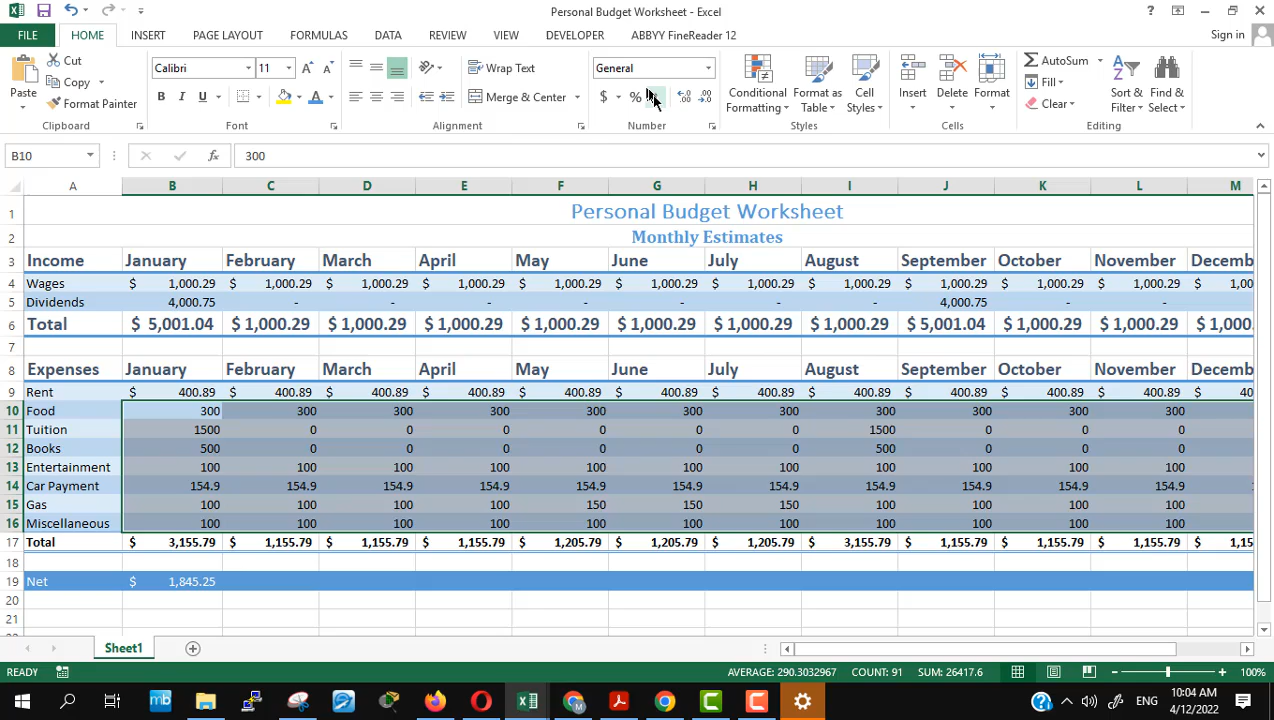 Personal Budget Worksheet - Excel
FILE HOME INSERT PAGE LAYOUT FORMULAS DATA REVIEW VIEW DEVELOPER ABBYY FineReader 12 Sign in
Paste Cut Copy Format Painter
Calibri 11
B I U A
Wrap Text
Merge & Center
General
$ %
Conditional Formatting
Format as Table
Cell Styles
Insert Delete Format
AutoSum
Fill
Clear
Sort & Filter
Find & Select
Clipboard Font Alignment Number Styles Cells Editing
B10 fx 300
A B C D E F G H I J K L M
1 Personal Budget Worksheet
2 Monthly Estimates
3 Income January February March April May June July August September October November Decemb
4 Wages $ 1,000.29 $ 1,000.29 $ 1,000.29 $ 1,000.29 $ 1,000.29 $ 1,000.29 $ 1,000.29 $ 1,000.29 $ 1,000.29 $ 1,000.29 $ 1,000.29 $ 1,00
5 Dividends 4,000.75 - - - - - - - 4,000.75 - -
6 Total $ 5,001.04 $ 1,000.29 $ 1,000.29 $ 1,000.29 $ 1,000.29 $ 1,000.29 $ 1,000.29 $ 1,000.29 $ 5,001.04 $ 1,000.29 $ 1,000.29 $ 1,000
7
8 Expenses January February March April May June July August September October November Decemb
9 Rent $ 400.89 $ 400.89 $ 400.89 $ 400.89 $ 400.89 $ 400.89 $ 400.89 $ 400.89 $ 400.89 $ 400.89 $ 400.89 $ 40
10 Food 300 300 300 300 300 300 300 300 300 300 300
11 Tuition 1500 0 0 0 0 0 0 1500 0 0 0
12 Books 500 0 0 0 0 0 0 500 0 0 0
13 Entertainment 100 100 100 100 100 100 100 100 100 100 100
14 Car Payment 154.9 154.9 154.9 154.9 154.9 154.9 154.9 154.9 154.9 154.9 154.9
15 Gas 100 100 100 100 150 150 150 100 100 100 100
16 Miscellaneous 100 100 100 100 100 100 100 100 100 100 100
17 Total $ 3,155.79 $ 1,155.79 $ 1,155.79 $ 1,155.79 $ 1,205.79 $ 1,205.79 $ 1,205.79 $ 3,155.79 $ 1,155.79 $ 1,155.79 $ 1,155.79 $ 1,15
18
19 Net $ 1,845.25
20
21
Sheet1
READY AVERAGE: 290.3032967 COUNT: 91 SUM: 26417.6 100%
ENG
10:04 AM
4/12/2022